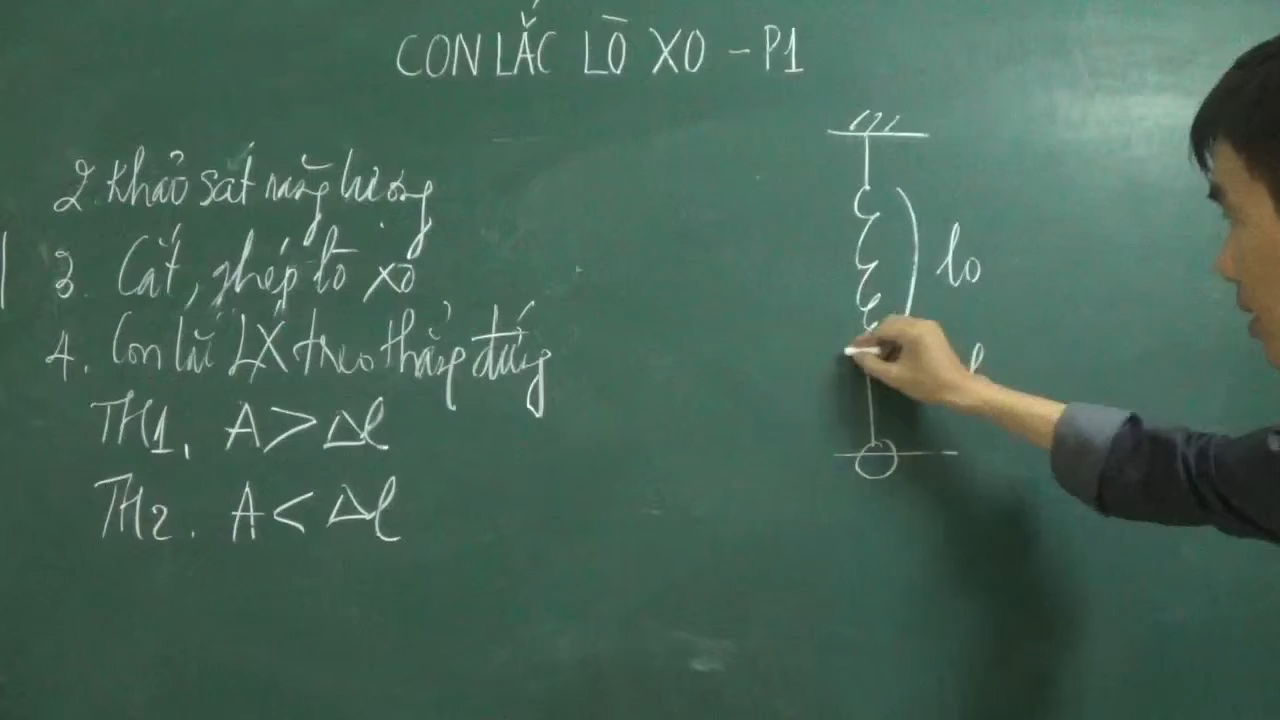 CON LẮC LÒ XO - P1
2. Khảo sát năng lượng
3. Cắt, ghép lò xo
4. Con lắc LX treo thẳng đứng
TH1. A > Δl
TH2. A < Δl
l0